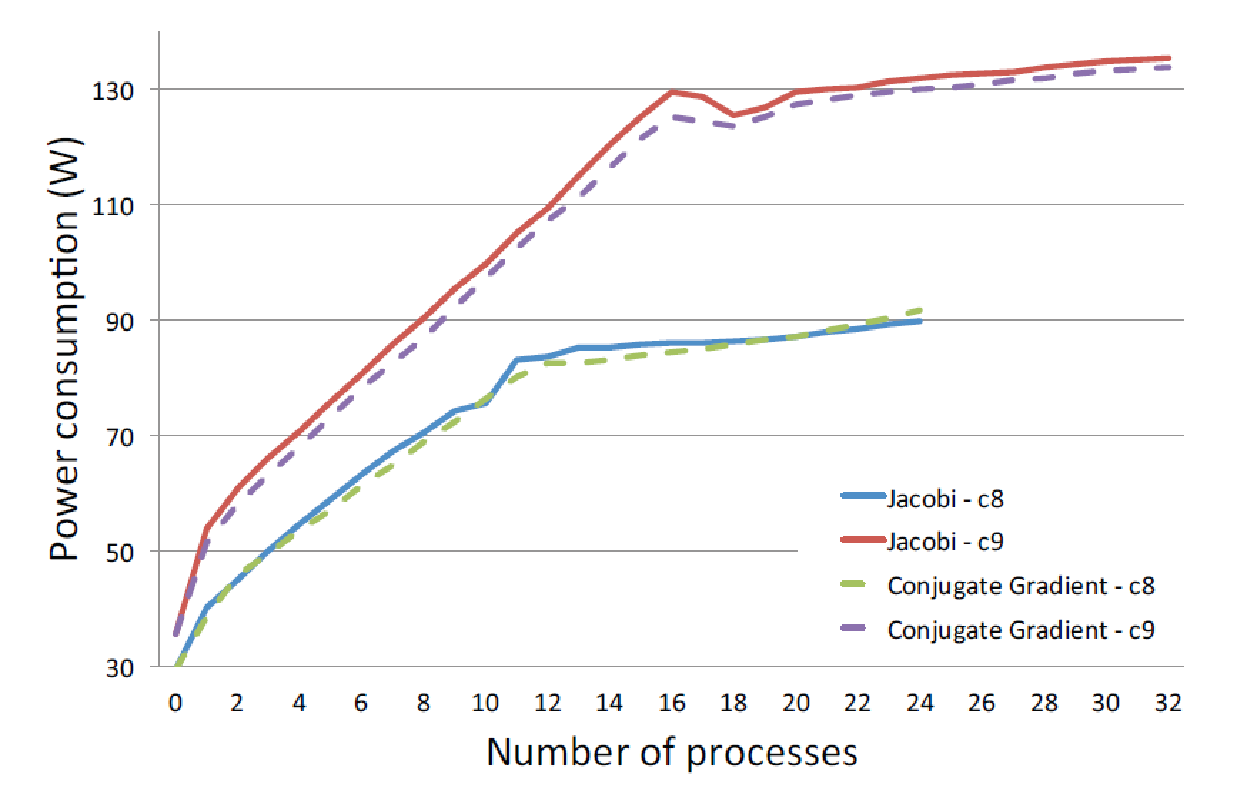 130
110
90
70
50
30
Power consumption (W)
0 2 4 6 8 10 12 14 16 18 20 22 24 26 28 30 32
Number of processes
Jacobi - c8
Jacobi - c9
Conjugate Gradient - c8
Conjugate Gradient - c9